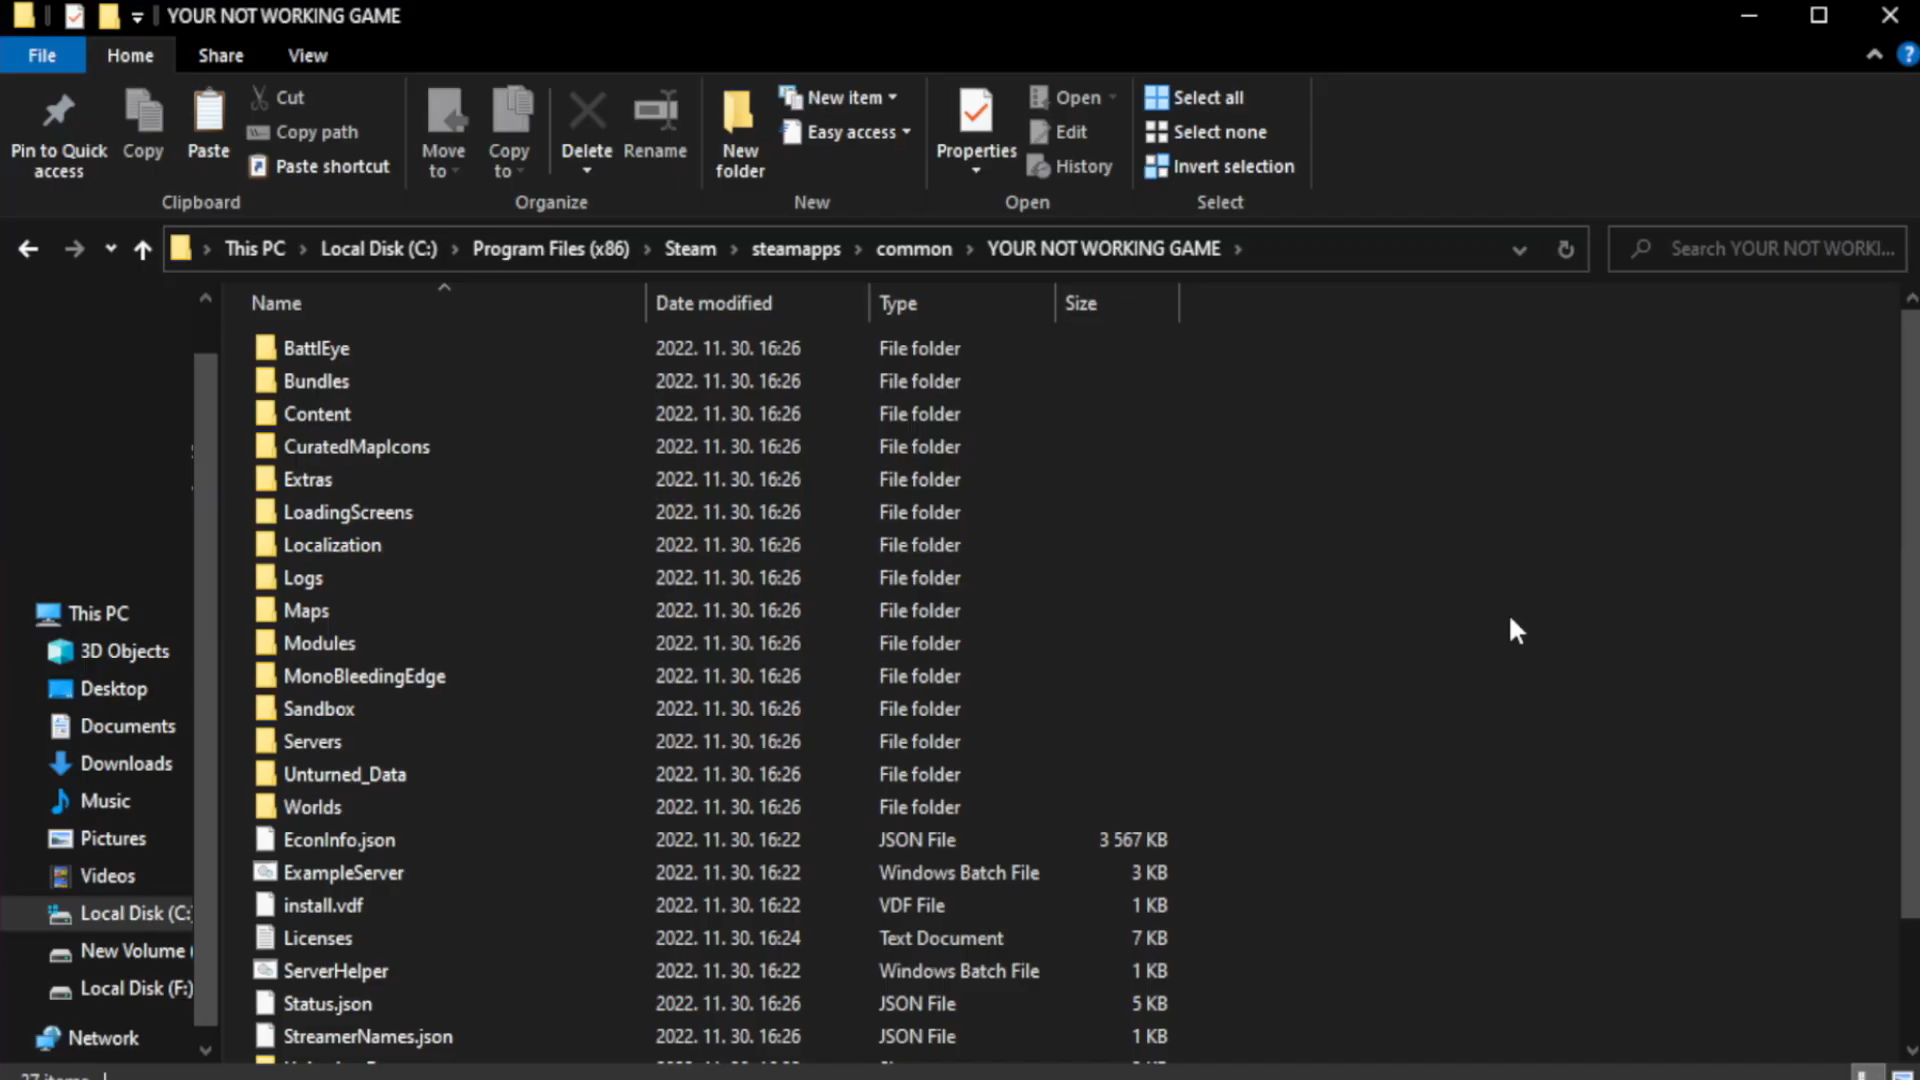 YOUR NOT WORKING GAME
File Home Share View
Pin to Quick access
Copy
Paste
Cut
Copy path
Paste shortcut
Clipboard
Move to
Copy to
Delete
Rename
Organize
New folder
New item
Easy access
New
Properties
Open
Edit
History
Open
Select all
Select none
Invert selection
Select
This PC Local Disk (C:) Program Files (x86) Steam steamapps common YOUR NOT WORKING GAME
Search YOUR NOT WORKI...
This PC
3D Objects
Desktop
Documents
Downloads
Music
Pictures
Videos
Local Disk (C:
New Volume (
Local Disk (F:)
Network
Name Date modified Type Size
BattlEye 2022. 11. 30. 16:26 File folder
Bundles 2022. 11. 30. 16:26 File folder
Content 2022. 11. 30. 16:26 File folder
CuratedMapIcons 2022. 11. 30. 16:26 File folder
Extras 2022. 11. 30. 16:26 File folder
LoadingScreens 2022. 11. 30. 16:26 File folder
Localization 2022. 11. 30. 16:26 File folder
Logs 2022. 11. 30. 16:26 File folder
Maps 2022. 11. 30. 16:26 File folder
Modules 2022. 11. 30. 16:26 File folder
MonoBleedingEdge 2022. 11. 30. 16:26 File folder
Sandbox 2022. 11. 30. 16:26 File folder
Servers 2022. 11. 30. 16:26 File folder
Unturned_Data 2022. 11. 30. 16:26 File folder
Worlds 2022. 11. 30. 16:26 File folder
EconInfo.json 2022. 11. 30. 16:22 JSON File 3 567 KB
ExampleServer 2022. 11. 30. 16:22 Windows Batch File 3 KB
install.vdf 2022. 11. 30. 16:22 VDF File 1 KB
Licenses 2022. 11. 30. 16:24 Text Document 7 KB
ServerHelper 2022. 11. 30. 16:22 Windows Batch File 1 KB
Status.json 2022. 11. 30. 16:26 JSON File 5 KB
StreamerNames.json 2022. 11. 30. 16:26 JSON File 1 KB